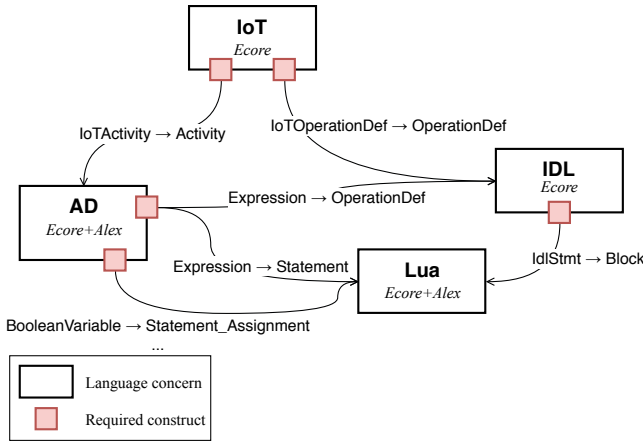 IoT
Ecore
IoTActivity → Activity
IoTOperationDef → OperationDef
IDL
Ecore
AD
Ecore+Alex
Expression → OperationDef
Expression → Statement
Lua
Ecore+Alex
IdlStmt → Block
BooleanVariable → Statement_Assignment
...
Language concern
Required construct